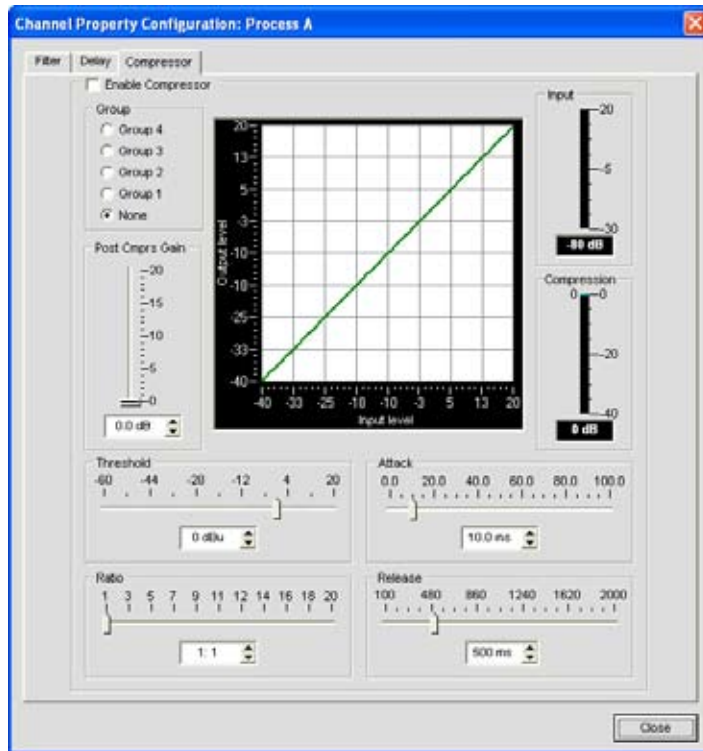 Channel Property Configuration: Process A
Filter Delay Compressor
Enable Compressor
Group
Group 4
Group 3
Group 2
Group 1
None
Post Cmprs Gain
20
15
10
5
0
0.0 dB
Output level
20
13
5
-3
-10
-18
-25
-33
-40
-40 -33 -25 -18 -10 -3 5 13 20
Input level
Input
20
-5
-30
-80 dB
Compression
0 0
-20
-40
0 dB
Threshold
-60 -44 -20 -12 4 20
0 dBu
Attack
0.0 20.0 40.0 60.0 80.0 100.0
10.0 ms
Ratio
1 3 5 7 9 11 12 14 16 18 20
1: 1
Release
100 480 860 1240 1620 2000
500 ms
Close